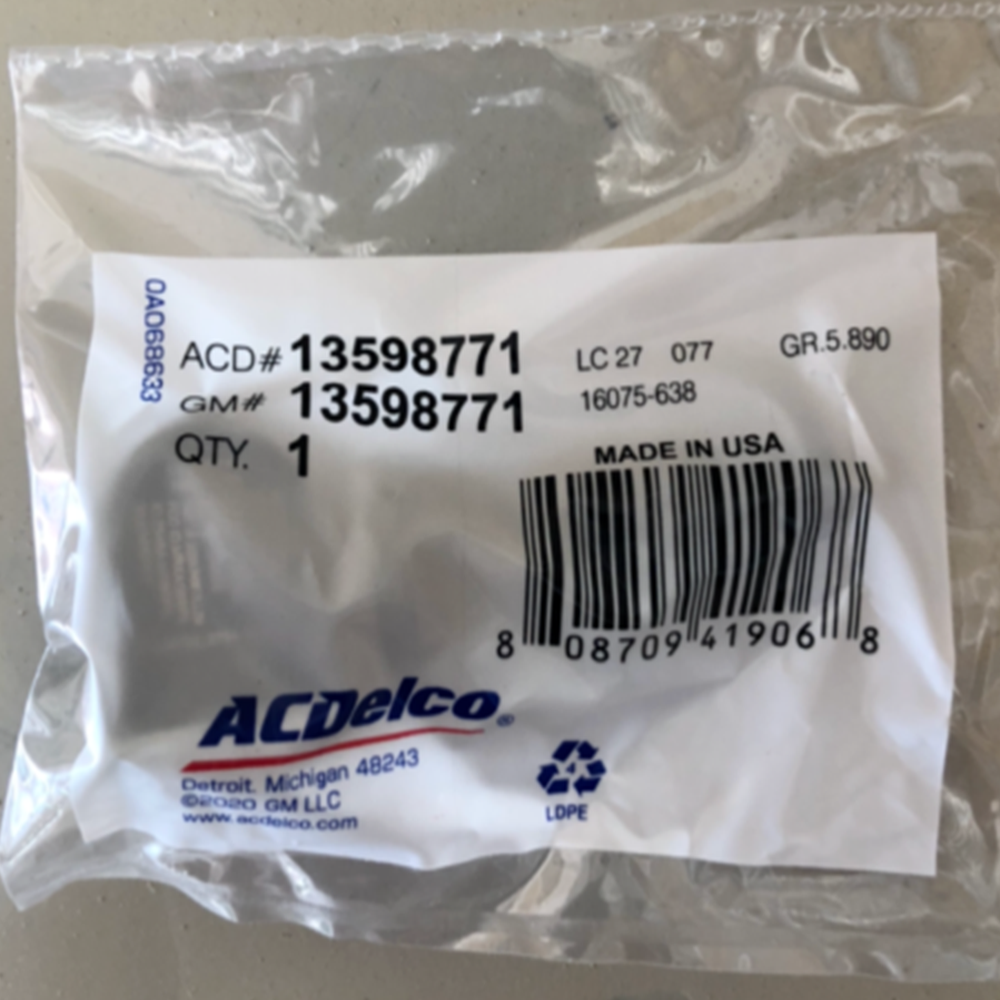 0A068633
ACD# 13598771 LC 27 077 GR.5.890
GM# 13598771 16075-638
QTY. 1
MADE IN USA
8 08709 41906 8
ACDelco®
Detroit, Michigan 48243
©2020 GM LLC
www.acdelco.com
4
LDPE